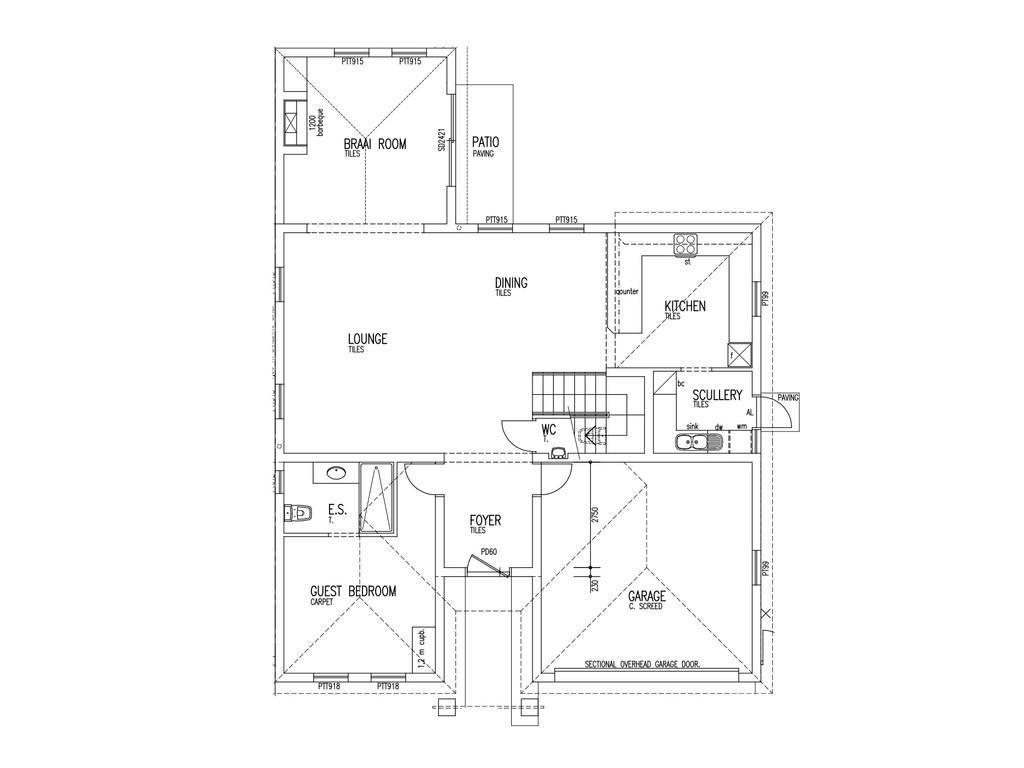 PTT915
PTT915
1200
barbeque
BRAAI ROOM
TILES
SD2421
PATIO
PAVING
PTT915
PTT915
st
counter
DINING
TILES
KITCHEN
TILES
PT99
LOUNGE
TILES
f
bc
SCULLERY
TILES
PAVING
AL
sink
dw
wm
WC
T.
E.S.
T.
FOYER
TILES
PD60
2750
230
PT99
GUEST BEDROOM
CARPET
GARAGE
C. SCREED
1,2 m cupb.
SECTIONAL OVERHEAD GARAGE DOOR.
PTT918
PTT918